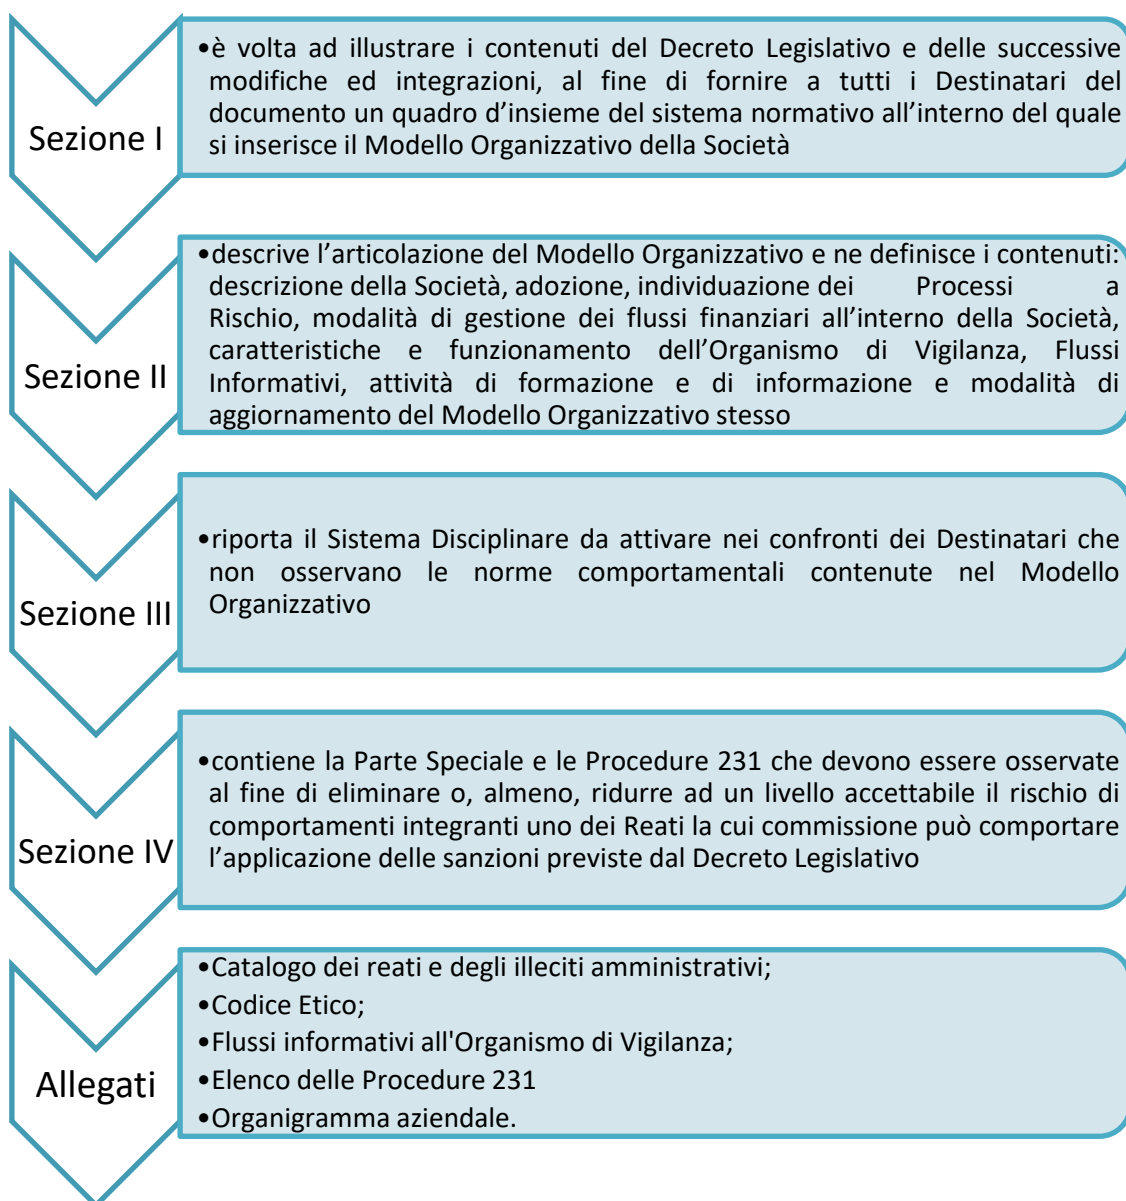 Sezione I
•è volta ad illustrare i contenuti del Decreto Legislativo e delle successive
modifiche ed integrazioni, al fine di fornire a tutti i Destinatari del
documento un quadro d’insieme del sistema normativo all’interno del quale
si inserisce il Modello Organizzativo della Società
Sezione II
•descrive l’articolazione del Modello Organizzativo e ne definisce i contenuti:
descrizione della Società, adozione, individuazione dei Processi a
Rischio, modalità di gestione dei flussi finanziari all’interno della Società,
caratteristiche e funzionamento dell’Organismo di Vigilanza, Flussi
Informativi, attività di formazione e di informazione e modalità di
aggiornamento del Modello Organizzativo stesso
Sezione III
•riporta il Sistema Disciplinare da attivare nei confronti dei Destinatari che
non osservano le norme comportamentali contenute nel Modello
Organizzativo
Sezione IV
•contiene la Parte Speciale e le Procedure 231 che devono essere osservate
al fine di eliminare o, almeno, ridurre ad un livello accettabile il rischio di
comportamenti integranti uno dei Reati la cui commissione può comportare
l’applicazione delle sanzioni previste dal Decreto Legislativo
Allegati
•Catalogo dei reati e degli illeciti amministrativi;
•Codice Etico;
•Flussi informativi all'Organismo di Vigilanza;
•Elenco delle Procedure 231
•Organigramma aziendale.